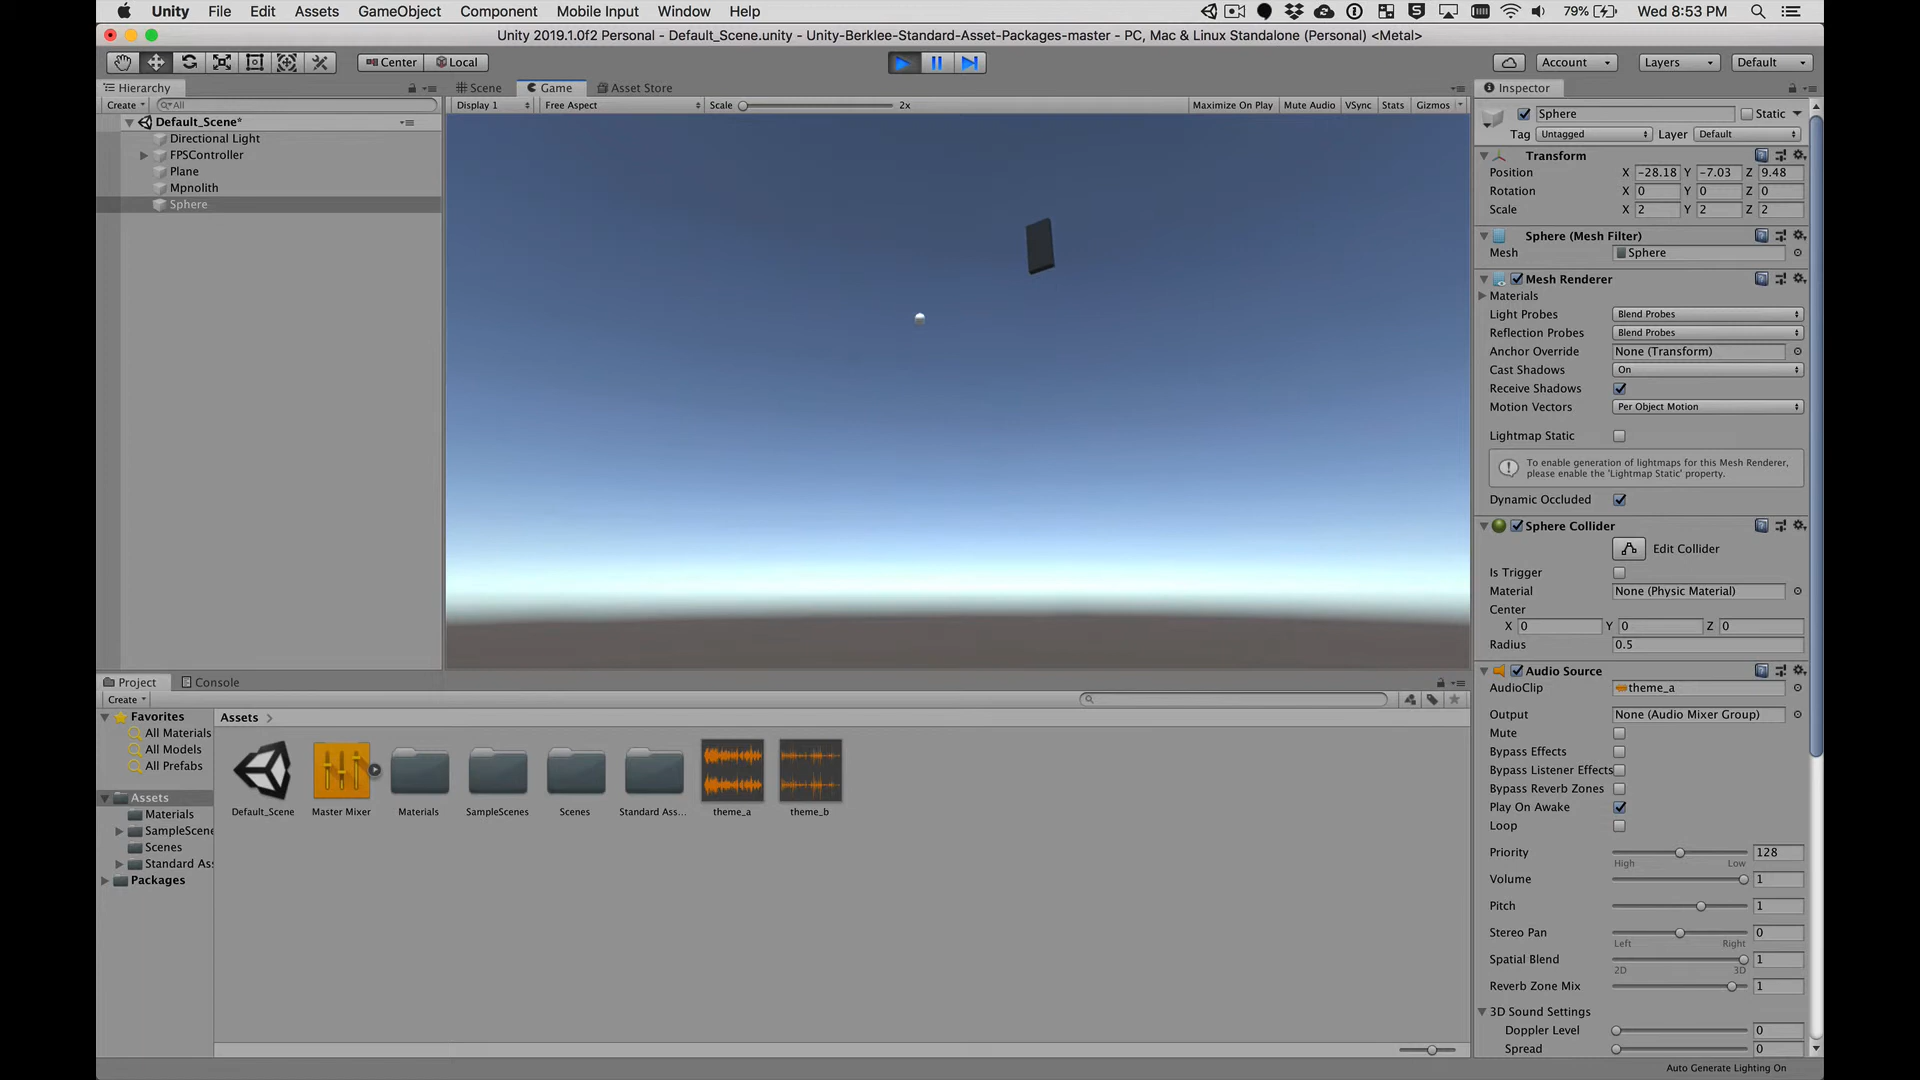 Unity File Edit Assets GameObject Component Mobile Input Window Help 79% Wed 8:53 PM
Unity 2019.1.0f2 Personal - Default_Scene.unity - Unity-Berklee-Standard-Asset-Packages-master - PC, Mac & Linux Standalone (Personal) <Metal>
Center Local Account Layers Default
Hierarchy
Create All
Default_Scene*
Directional Light
FPSController
Plane
Mpnolith
Sphere
Scene Game Asset Store
Display 1 Free Aspect Scale 2x Maximize On Play Mute Audio VSync Stats Gizmos
Inspector
Sphere Static
Tag Untagged Layer Default
Transform
Position X -28.18 Y -7.03 Z 9.48
Rotation X 0 Y 0 Z 0
Scale X 2 Y 2 Z 2
Sphere (Mesh Filter)
Mesh Sphere
Mesh Renderer
Materials
Light Probes Blend Probes
Reflection Probes Blend Probes
Anchor Override None (Transform)
Cast Shadows On
Receive Shadows
Motion Vectors Per Object Motion
Lightmap Static
To enable generation of lightmaps for this Mesh Renderer,
please enable the 'Lightmap Static' property.
Dynamic Occluded
Sphere Collider
Edit Collider
Is Trigger
Material None (Physic Material)
Center
X 0 Y 0 Z 0
Radius 0.5
Audio Source
AudioClip theme_a
Output None (Audio Mixer Group)
Mute
Bypass Effects
Bypass Listener Effects
Bypass Reverb Zones
Play On Awake
Loop
Priority 128
High Low
Volume 1
Pitch 1
Stereo Pan 0
Left Right
Spatial Blend 1
2D 3D
Reverb Zone Mix 1
3D Sound Settings
Doppler Level 0
Spread 0
Project Console
Create
Favorites
All Materials
All Models
All Prefabs
Assets
Materials
SampleScene
Scenes
Standard Ass
Packages
Assets
Default_Scene Master Mixer Materials SampleScenes Scenes Standard Ass... theme_a theme_b
Auto Generate Lighting On